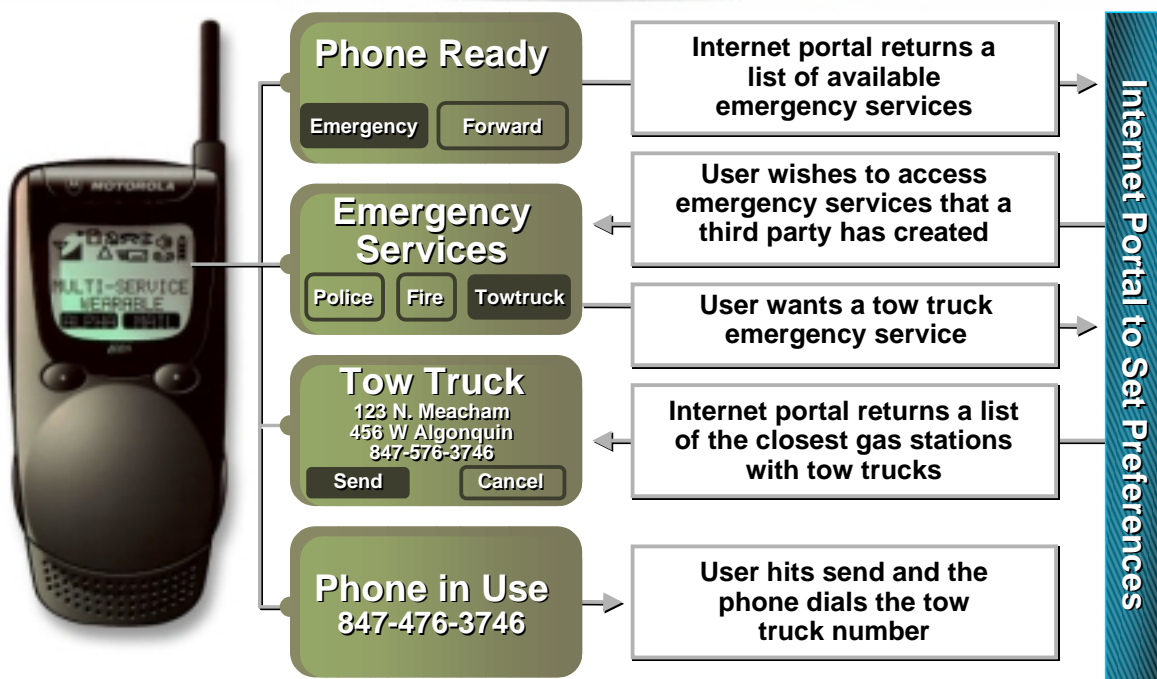 Phone Ready
Emergency
Forward
Internet portal returns a
list of available
emergency services
MOTOROLA
MULTI-SERVICE
WEARABLE
MAIL
Emergency
Services
Police
Fire
Towtruck
User wishes to access
emergency services that a
third party has created
User wants a tow truck
emergency service
Tow Truck
123 N. Meacham
456 W Algonquin
847-576-3746
Send
Cancel
Internet portal returns a list
of the closest gas stations
with tow trucks
Phone in Use
847-476-3746
User hits send and the
phone dials the tow
truck number
Internet Portal to Set Preferences